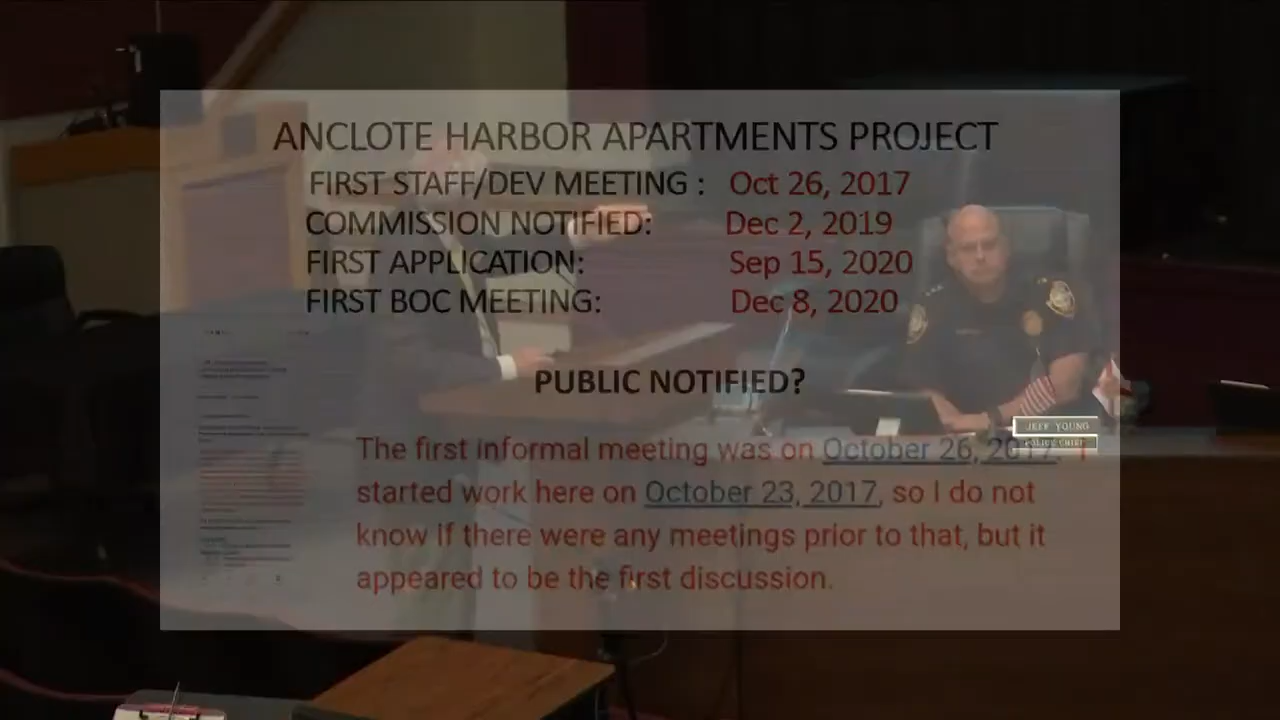 ANCLOTE HARBOR APARTMENTS PROJECT
FIRST STAFF/DEV MEETING : Oct 26, 2017
COMMISSION NOTIFIED: Dec 2, 2019
FIRST APPLICATION: Sep 15, 2020
FIRST BOC MEETING: Dec 8, 2020
PUBLIC NOTIFIED?
The first informal meeting was on October 26, 2017. I
started work here on October 23, 2017, so I do not
know if there were any meetings prior to that, but it
appeared to be the first discussion.
JEFF YOUNG
POLICE CHIEF